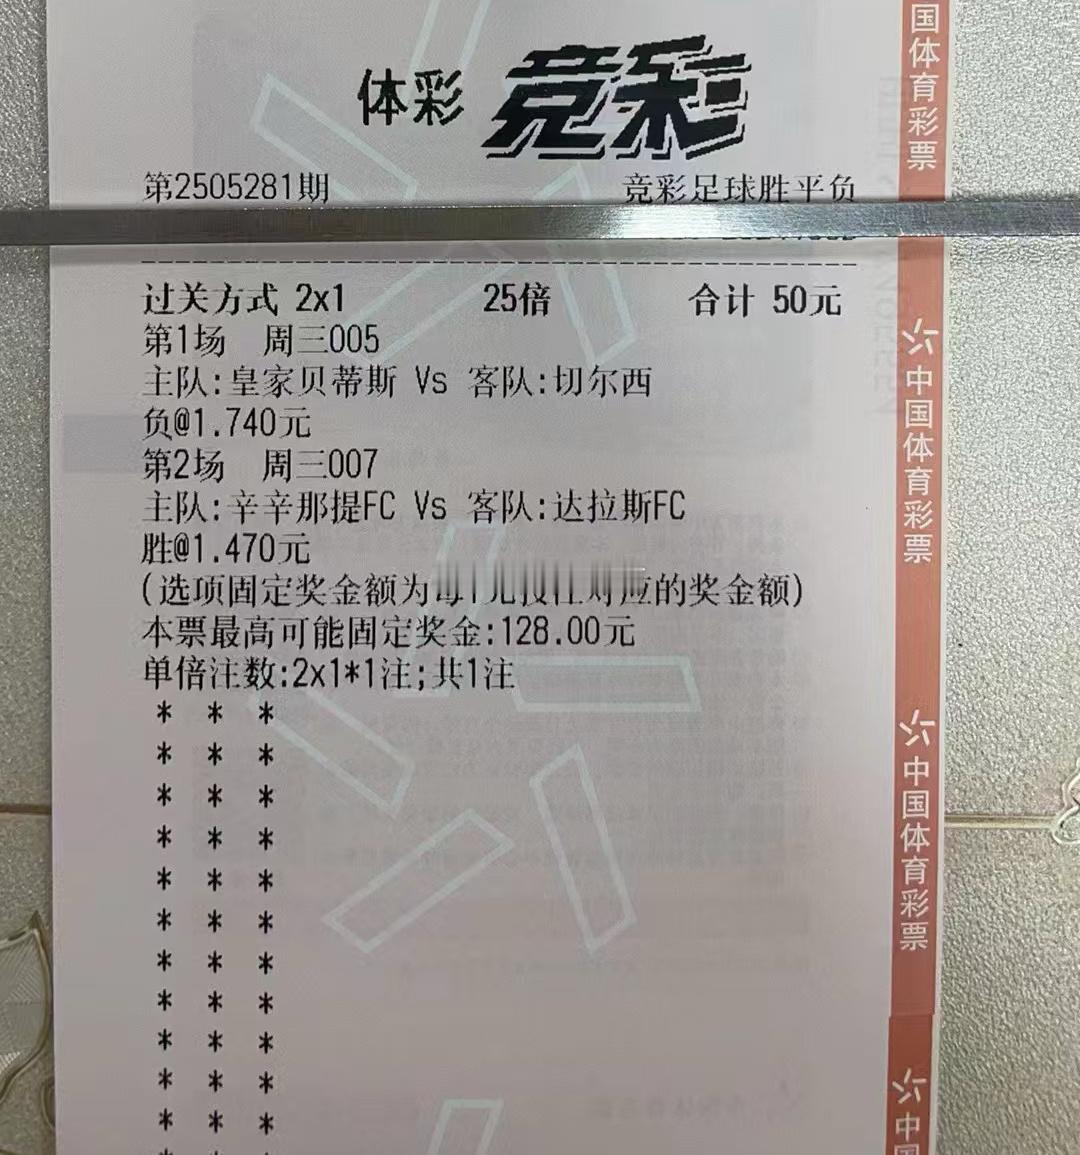 体彩 竞彩
第2505281期 竞彩足球胜平负
过关方式 2x1 25倍 合计 50元
第1场 周三005
主队:皇家贝蒂斯 Vs 客队:切尔西
负@1.740元
第2场 周三007
主队:辛辛那提FC Vs 客队:达拉斯FC
胜@1.470元
(选项固定奖金额为每1元投注对应的奖金额)
本票最高可能固定奖金:128.00元
单倍注数:2x1*1注;共1注
* * *
* * *
* * *
* * *
* * *
* * *
* * *
* * *
* * *
* * *
* * *
国体育彩票
中国体育彩票
中国体育彩票
中国